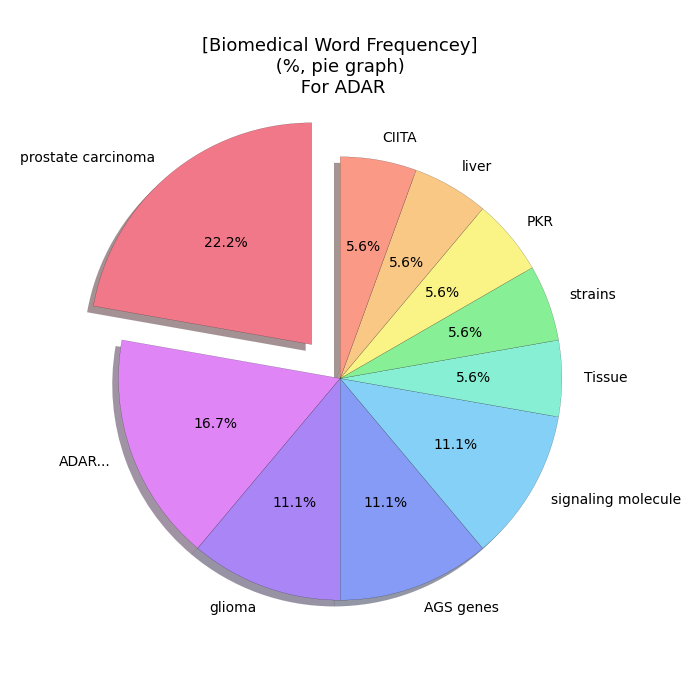 [Biomedical Word Frequencey]
(%, pie graph)
For ADAR
prostate carcinoma
22.2%
CIITA
5.6%
liver
5.6%
PKR
5.6%
strains
5.6%
Tissue
5.6%
signaling molecule
11.1%
AGS genes
11.1%
glioma
11.1%
ADAR...
16.7%